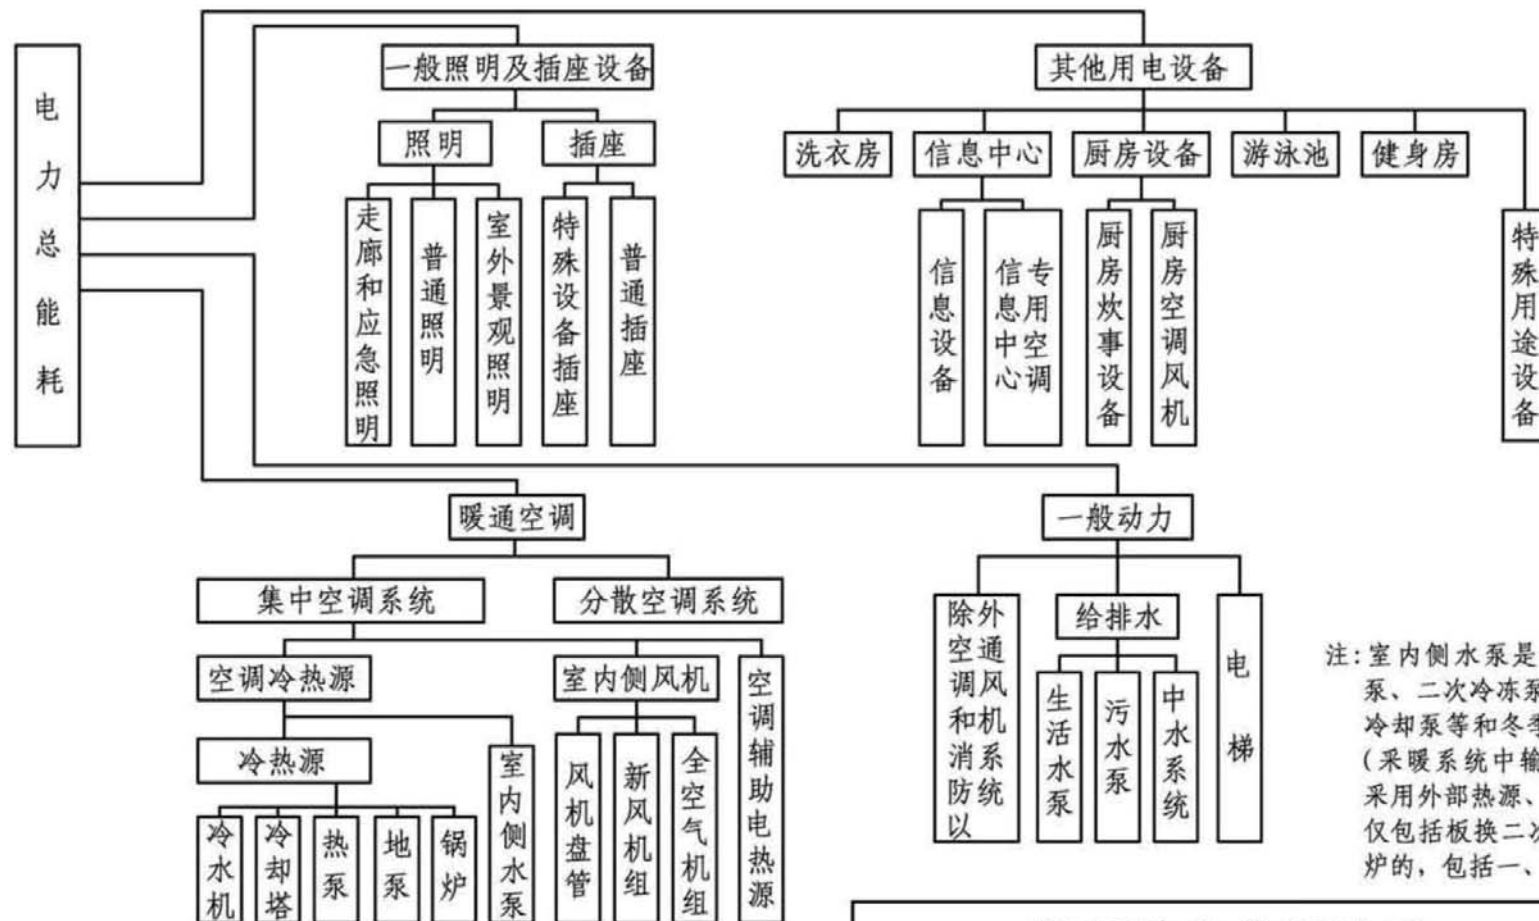 电力总能耗
一般照明及插座设备
照明
插座
走廊和应急照明
普通照明
室外景观照明
特殊设备插座
普通插座
其他用电设备
洗衣房
信息中心
厨房设备
游泳池
健身房
信息设备
信息中心
专用空调
厨房炊事设备
厨房空调风机
特殊用途设备
暖通空调
集中空调系统
分散空调系统
空调冷热源
室内侧风机
空调辅助电热源
冷热源
室内侧水泵
冷水机
冷却塔
热泵
地泵
锅炉
风机盘管
新风机组
全空气机组
一般动力
除空调和消防以
外通风机系统
给排水
电梯
生活水泵
污水泵
中水系统
注:室内侧水泵是
泵、二次冷冻泵
冷却泵等和冬季
(采暖系统中输
采用外部热源、
仅包括板换二次
炉的，包括一、